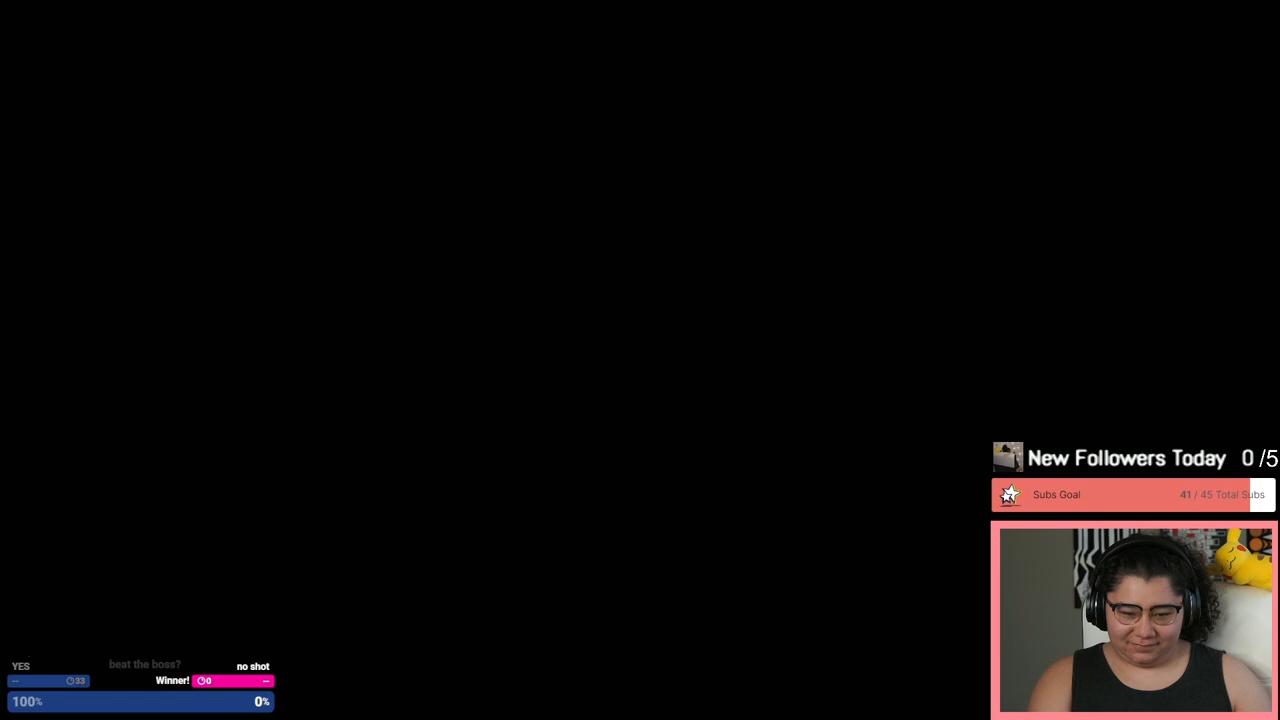 New Followers Today 0 /5
Subs Goal 41 / 45 Total Subs
beat the boss?
YES no shot
-- 33 Winner! 0 --
100% 0%